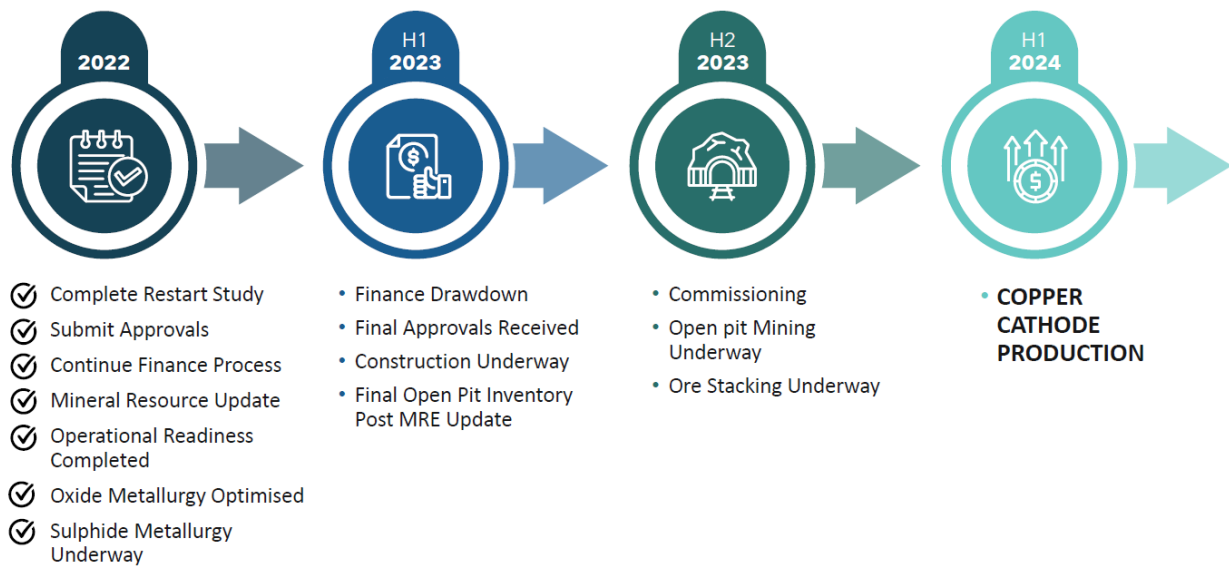 2022
H1
2023
H2
2023
H1
2024
$
$
Complete Restart Study
Submit Approvals
Continue Finance Process
Mineral Resource Update
Operational Readiness
Completed
Oxide Metallurgy Optimised
Sulphide Metallurgy
Underway
• Finance Drawdown
• Final Approvals Received
• Construction Underway
• Final Open Pit Inventory
Post MRE Update
• Commissioning
• Open pit Mining
Underway
• Ore Stacking Underway
• COPPER
CATHODE
PRODUCTION